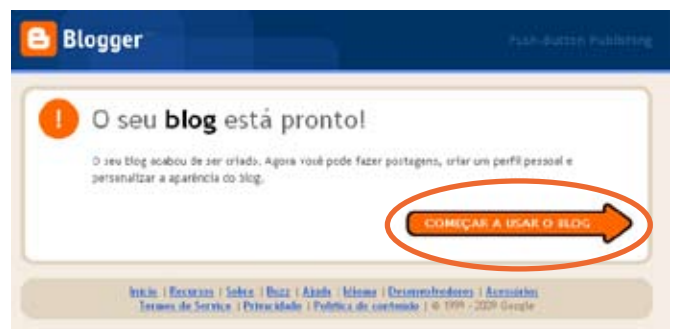 Blogger
Push-Button Publishing
O seu blog está pronto!
O seu blog acabou de ser criado. Agora você pode fazer postagens, criar um perfil pessoal e
personalizar a aparência do blog.
COMEÇAR A USAR O BLOG
Início | Recursos | Sobre | Buzz | Ajuda | Idioma | Desenvolvedores | Acessórios
Termos de Service | Privacidade | Política de conteúdo | © 1999 - 2009 Google